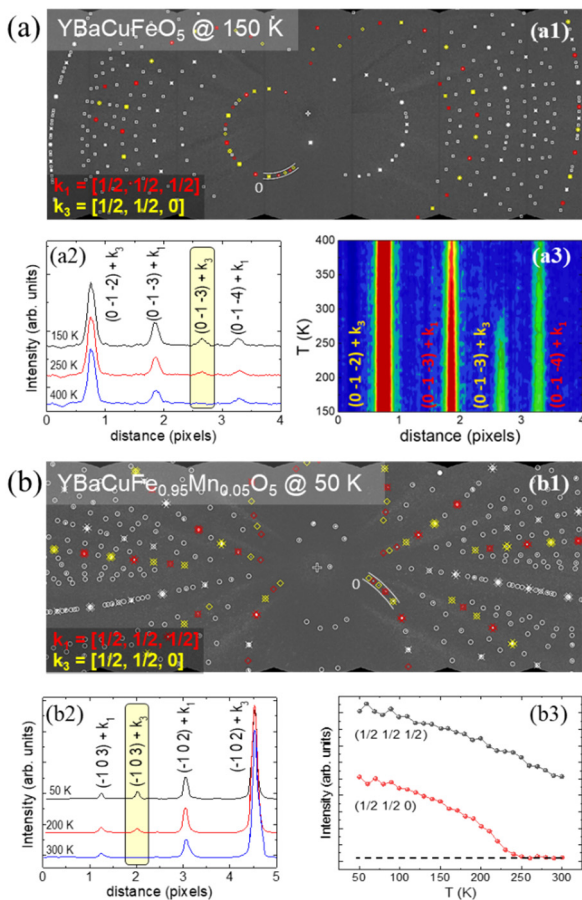 (a)
YBaCuFeO5 @ 150 K
(a1)
0
k1 = [1/2, 1/2, 1/2]
k3 = [1/2, 1/2, 0]
(a2)
Intensity (arb. units)
(0 -1 -2) + k3
(0 -1 -3) + k1
(0 -1 -3) + k3
(0 -1 -4) + k1
150 K
250 K
400 K
0 1 2 3 4
distance (pixels)
(a3)
T (K)
400
350
300
250
200
150
(0 -1 -2) + k3
(0 -1 -3) + k1
(0 -1 -3) + k3
(0 -1 -4) + k1
0 1 2 3 4
distance (pixels)
(b)
YBaCuFe0.95Mn0.05O5 @ 50 K
(b1)
0
k1 = [1/2, 1/2, 1/2]
k3 = [1/2, 1/2, 0]
(b2)
Intensity (arb. units)
(-1 0 3) + k1
(-1 0 3) + k3
(-1 0 2) + k1
(-1 0 2) + k3
50 K
200 K
300 K
0 1 2 3 4 5
distance (pixels)
(b3)
Intensity (arb. units)
(1/2 1/2 1/2)
(1/2 1/2 0)
50 100 150 200 250 300
T (K)